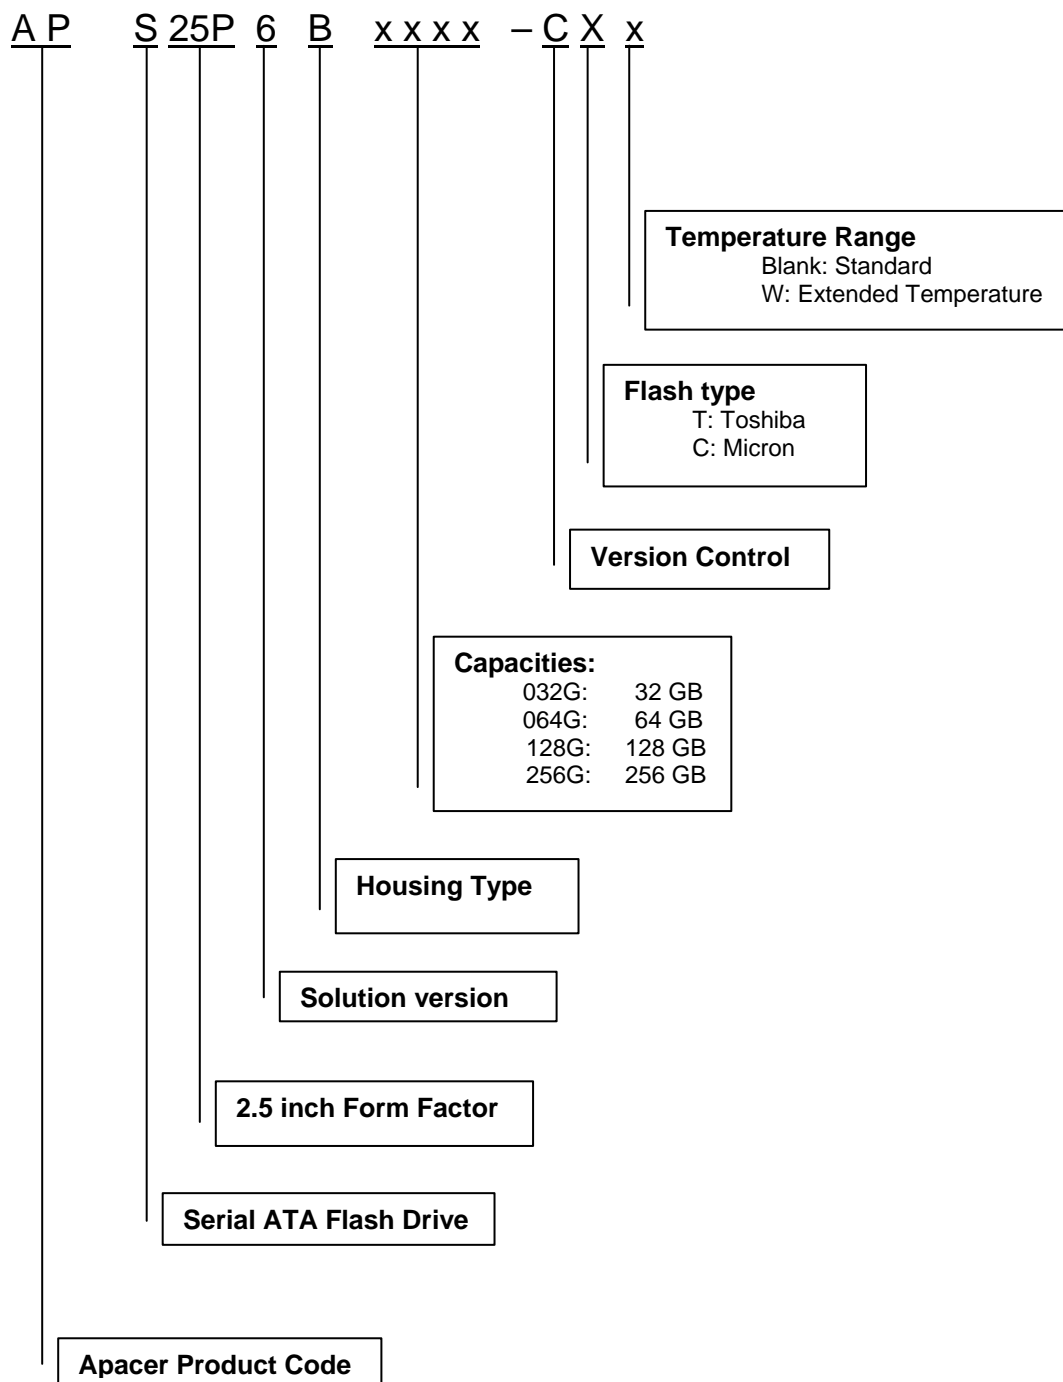 A P S 25P 6 B x x x x – C X x
Temperature Range
Blank: Standard
W: Extended Temperature
Flash type
T: Toshiba
C: Micron
Version Control
Capacities:
032G: 32 GB
064G: 64 GB
128G: 128 GB
256G: 256 GB
Housing Type
Solution version
2.5 inch Form Factor
Serial ATA Flash Drive
Apacer Product Code